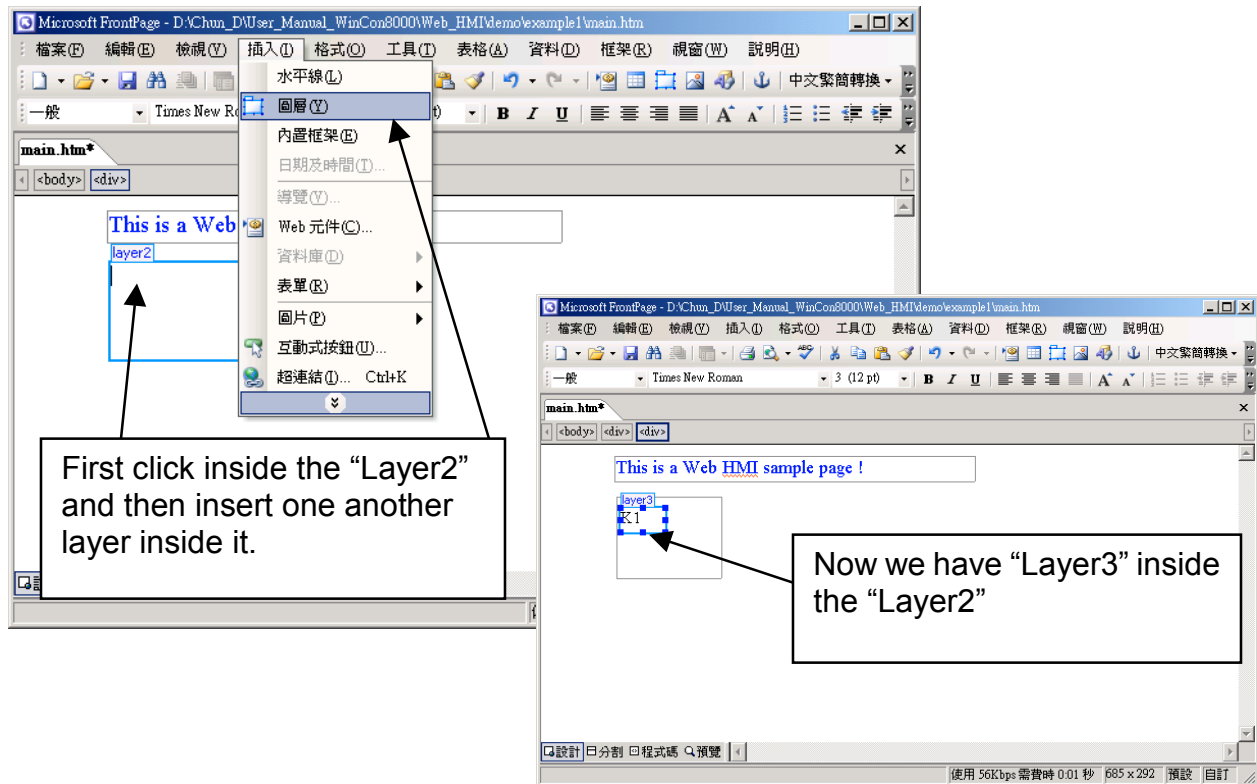 Microsoft FrontPage - D:\Chun_D\User_Manual_WinCon8000\Web_HMI\demo\example1\main.htm
檔案(F) 編輯(E) 檢視(V) 插入(I) 格式(O) 工具(T) 表格(A) 資料(D) 框架(R) 視窗(W) 說明(H)
中文繁簡轉換
一般 Times New Ro t) B I U A A
main.htm*
<body> <div>
水平線(L)
圖層(Y)
內置框架(E)
日期及時間(T)...
導覽(V)...
Web 元件(C)...
資料庫(D)
表單(R)
圖片(P)
互動式按鈕(U)...
超連結(I)... Ctrl+K
This is a Web
layer2
First click inside the “Layer2”
and then insert one another
layer inside it.
Microsoft FrontPage - D:\Chun_D\User_Manual_WinCon8000\Web_HMI\demo\example1\main.htm
檔案(F) 編輯(E) 檢視(V) 插入(I) 格式(O) 工具(T) 表格(A) 資料(D) 框架(R) 視窗(W) 說明(H)
中文繁簡轉換
一般 Times New Roman 3 (12 pt) B I U A A
main.htm*
<body> <div> <div>
This is a Web HMI sample page !
layer3
K1
Now we have “Layer3” inside
the “Layer2”
設計 分割 程式碼 預覽
使用 56Kbps 需費時 0:01 秒 685 x 292 預設 自訂